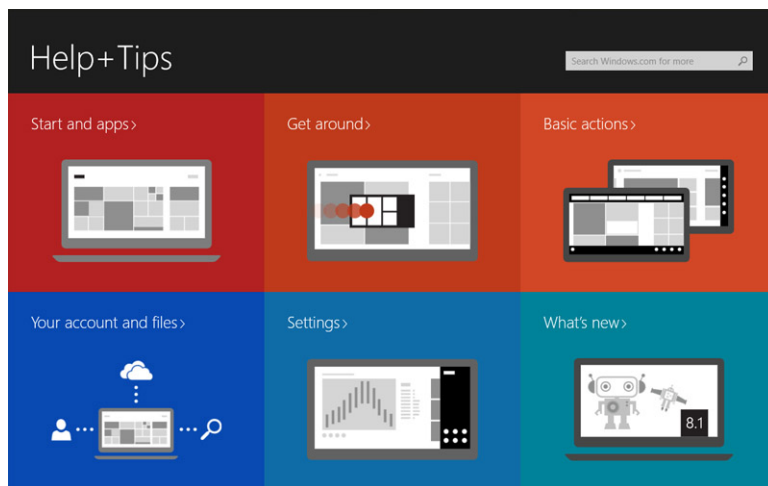 Help+Tips
Search Windows.com for more
Start and apps>
Get around>
Basic actions>
Your account and files>
Settings>
What's new>
8.1